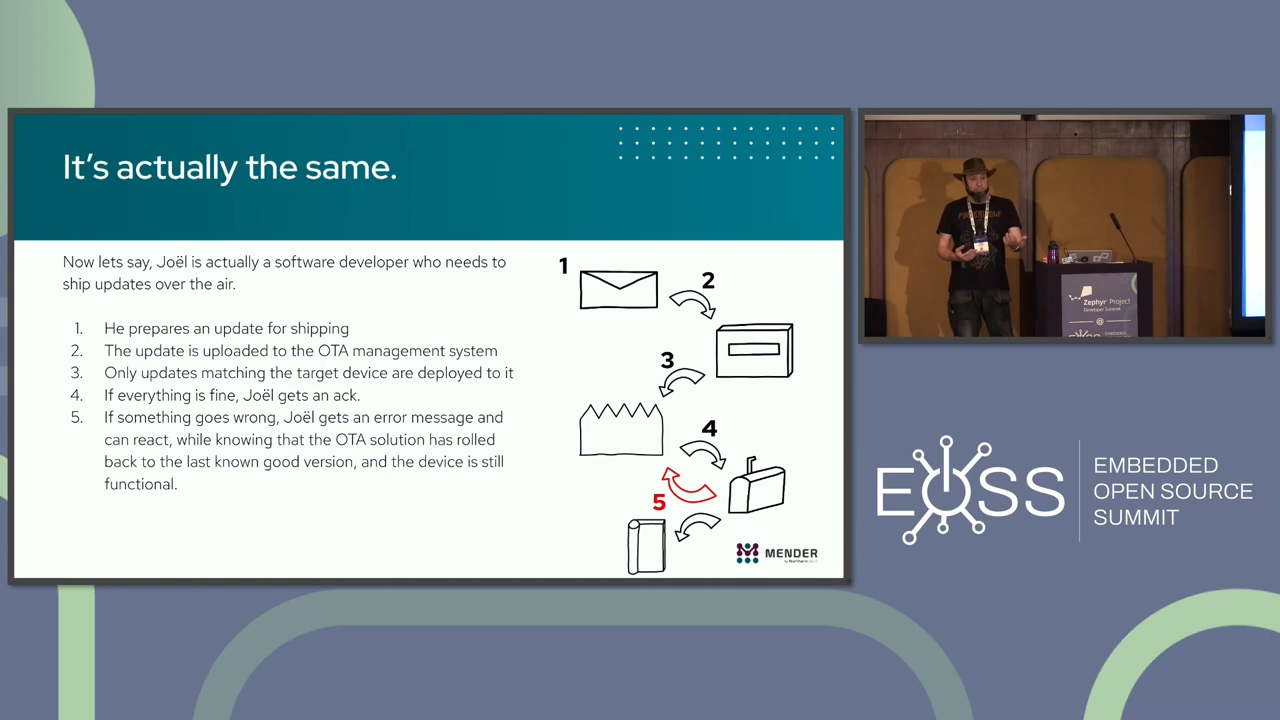 It's actually the same.
Now lets say, Joël is actually a software developer who needs to
ship updates over the air.
1. He prepares an update for shipping
2. The update is uploaded to the OTA management system
3. Only updates matching the target device are deployed to it
4. If everything is fine, Joël gets an ack.
5. If something goes wrong, Joël gets an error message and
can react, while knowing that the OTA solution has rolled
back to the last known good version, and the device is still
functional.
1
2
3
4
5
MENDER
Zephyr Project
Developer Summit
@
EOSS
EMBEDDED
OPEN SOURCE
SUMMIT